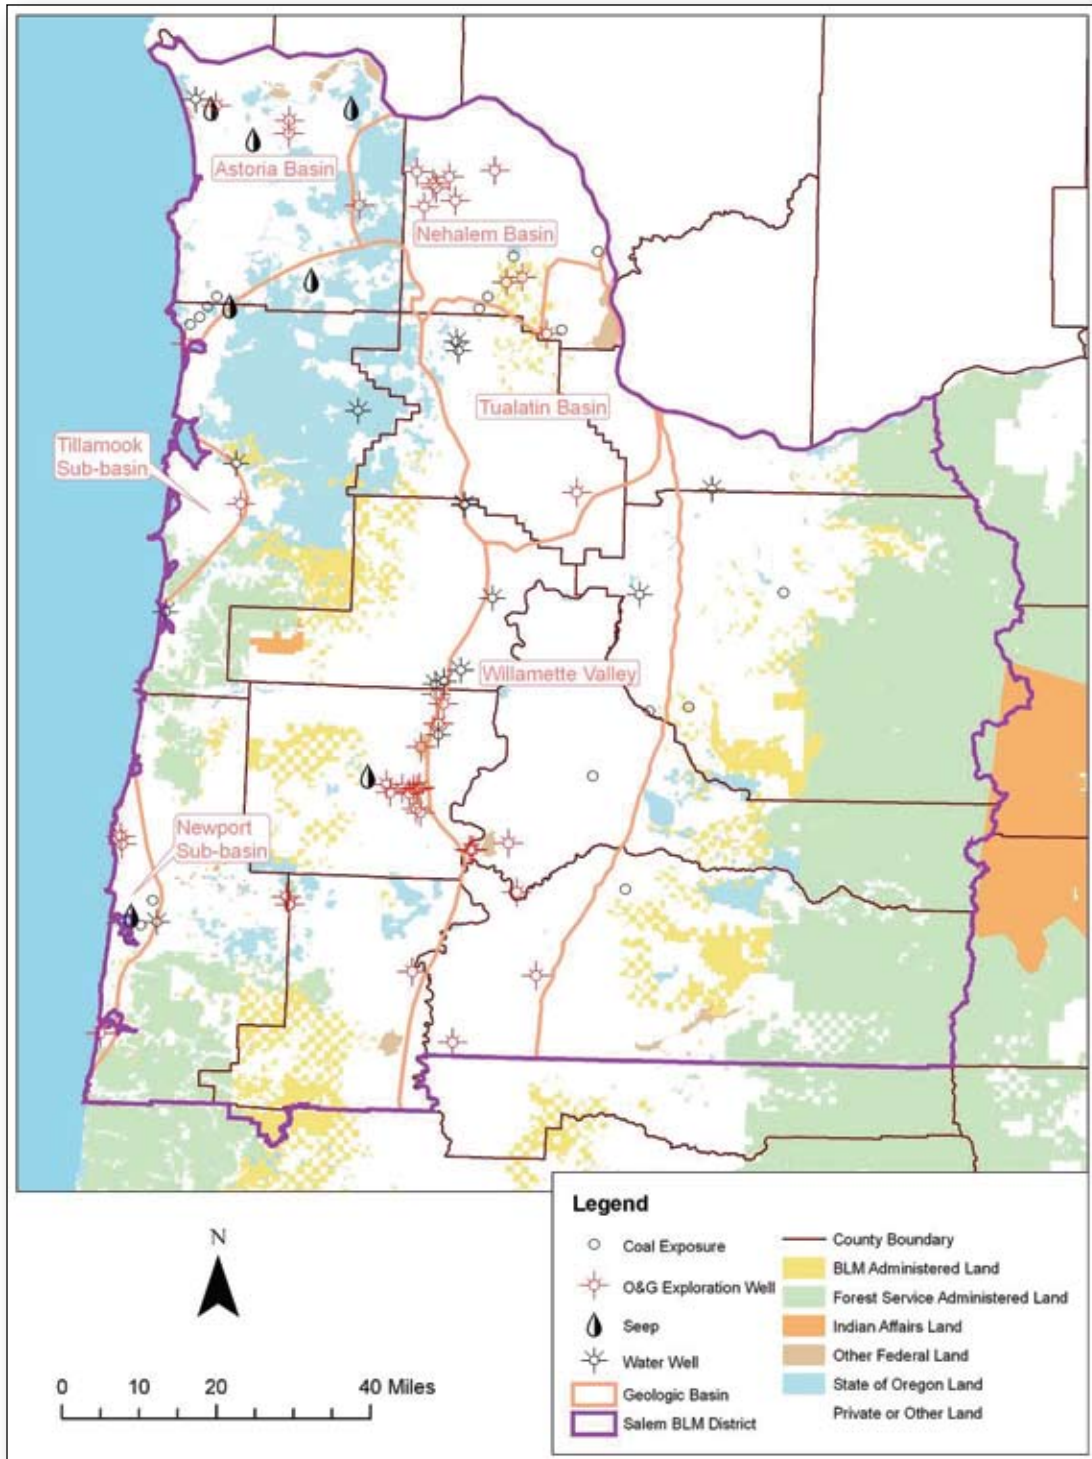 Astoria Basin
Nehalem Basin
Tualatin Basin
Tillamook
Sub-basin
Willamette Valley
Newport
Sub-basin
Legend
Coal Exposure
O&G Exploration Well
Seep
Water Well
Geologic Basin
Salem BLM District
County Boundary
BLM Administered Land
Forest Service Administered Land
Indian Affairs Land
Other Federal Land
State of Oregon Land
Private or Other Land
N
0 10 20 40 Miles